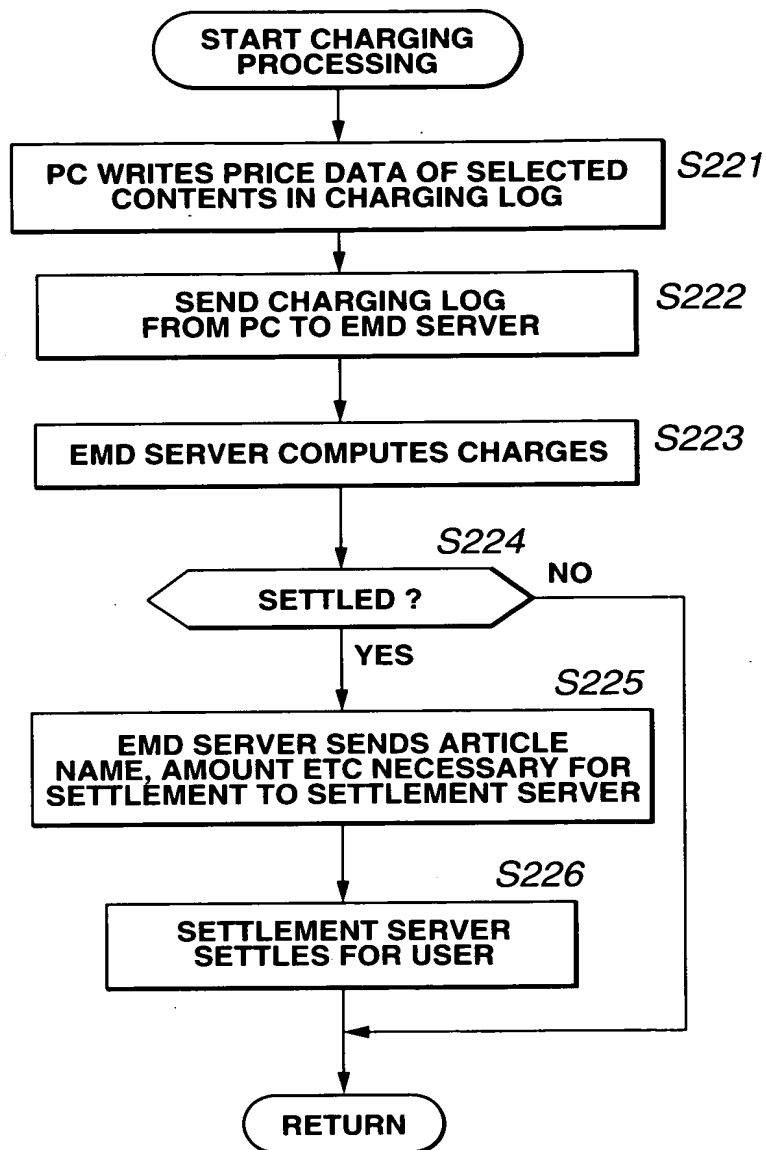 START CHARGING
PROCESSING
PC WRITES PRICE DATA OF SELECTED
CONTENTS IN CHARGING LOG
S221
SEND CHARGING LOG
FROM PC TO EMD SERVER
S222
EMD SERVER COMPUTES CHARGES
S223
S224
SETTLED ?
NO
YES
S225
EMD SERVER SENDS ARTICLE
NAME, AMOUNT ETC NECESSARY FOR
SETTLEMENT TO SETTLEMENT SERVER
S226
SETTLEMENT SERVER
SETTLES FOR USER
RETURN